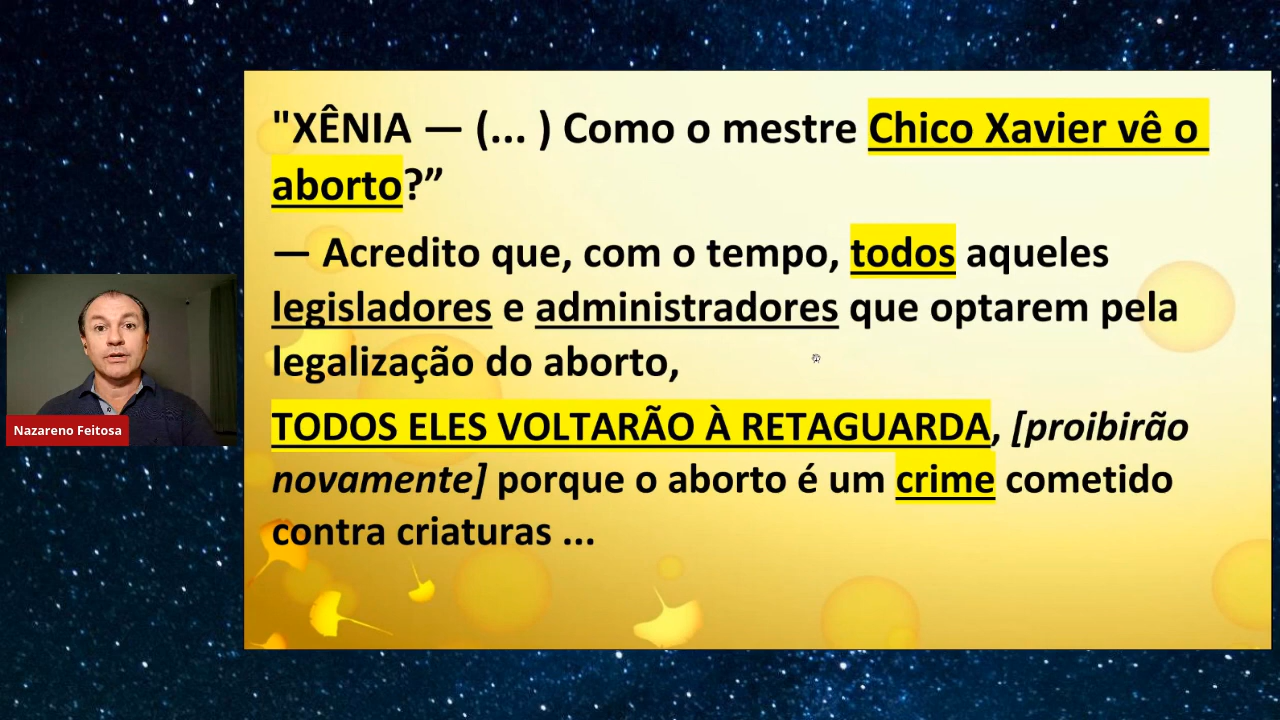 "XÊNIA — (... ) Como o mestre Chico Xavier vê o
aborto?”
— Acredito que, com o tempo, todos aqueles
legisladores e administradores que optarem pela
legalização do aborto,
TODOS ELES VOLTARÃO À RETAGUARDA, [proibirão
novamente] porque o aborto é um crime cometido
contra criaturas ...
Nazareno Feitosa